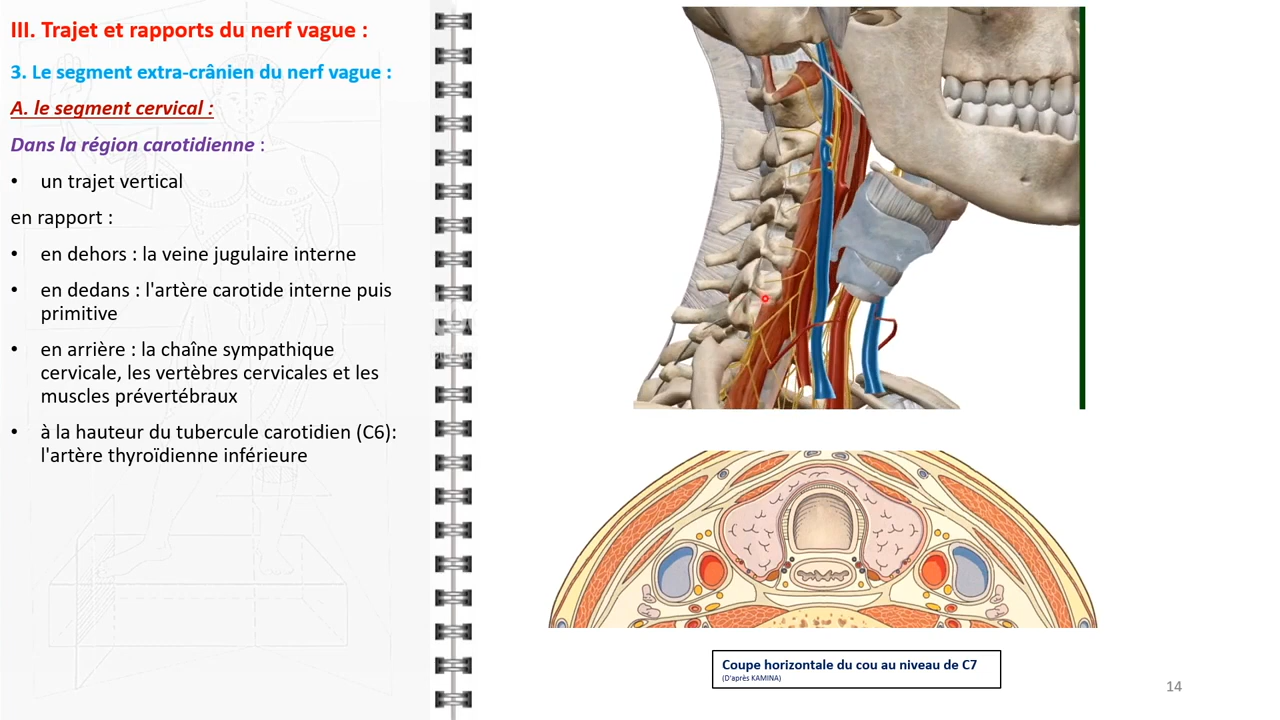 III. Trajet et rapports du nerf vague :
3. Le segment extra-crânien du nerf vague :
A. le segment cervical :
Dans la région carotidienne :
• un trajet vertical
en rapport :
• en dehors : la veine jugulaire interne
• en dedans : l'artère carotide interne puis
primitive
• en arrière : la chaîne sympathique
cervicale, les vertèbres cervicales et les
muscles prévertébraux
• à la hauteur du tubercule carotidien (C6):
l'artère thyroïdienne inférieure
Coupe horizontale du cou au niveau de C7
(D'après KAMINA)
14